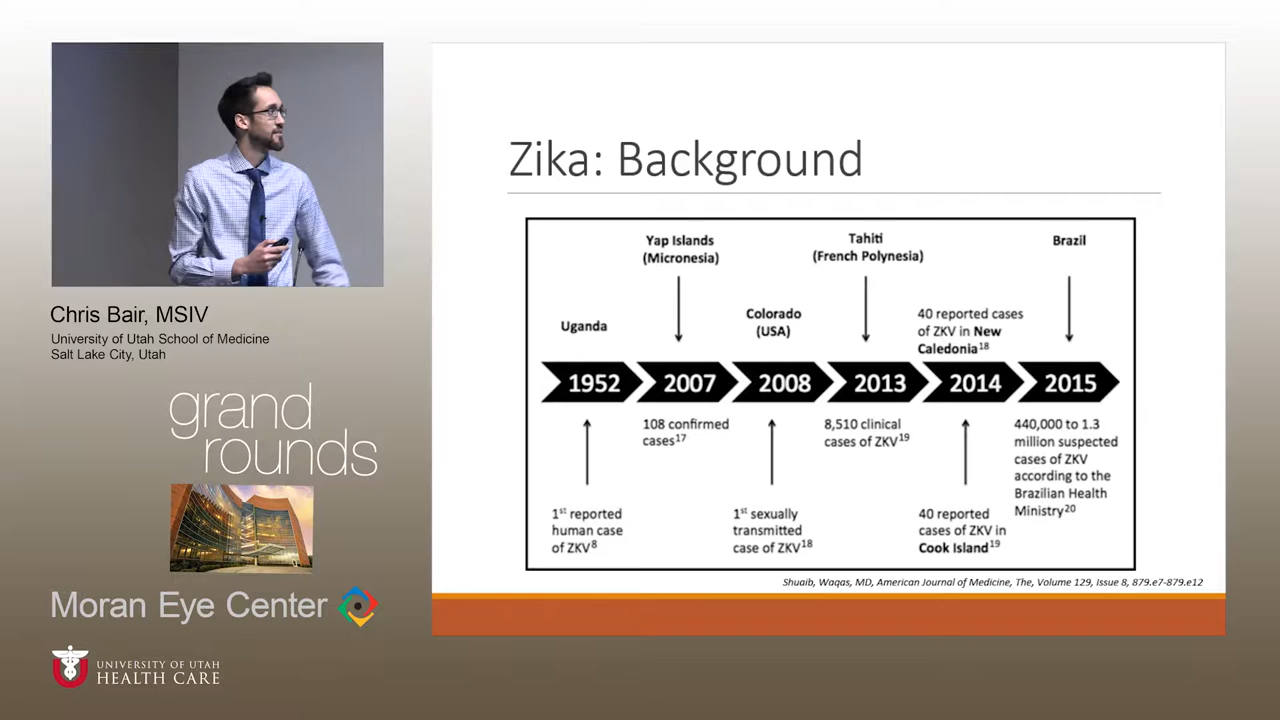 Zika: Background
Yap Islands
(Micronesia)
Tahiti
(French Polynesia)
Brazil
Uganda
Colorado
(USA)
40 reported cases
of ZKV in New
Caledonia18
1952
2007
2008
2013
2014
2015
108 confirmed
cases17
8,510 clinical
cases of ZKV19
440,000 to 1.3
million suspected
cases of ZKV
according to the
Brazilian Health
Ministry20
1st reported
human case
of ZKV8
1st sexually
transmitted
case of ZKV18
40 reported
cases of ZKV in
Cook Island19
Shuaib, Waqas, MD, American Journal of Medicine, The, Volume 129, Issue 8, 879.e7-879.e12
Chris Bair, MSIV
University of Utah School of Medicine
Salt Lake City, Utah
grand
rounds
Moran Eye Center
UNIVERSITY OF UTAH
HEALTH CARE